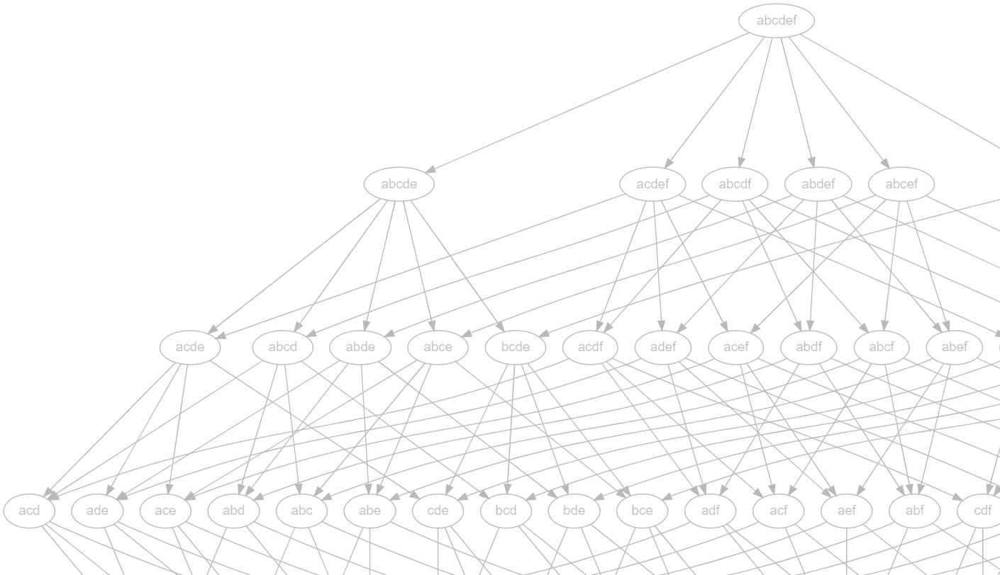 abcdef
abcde acdef abcdf abdef abcef
acde abcd abde abce bcde acdf adef acef abdf abcf abef
acd ade ace abd abc abe cde bcd bde bce adf acf aef abf cdf